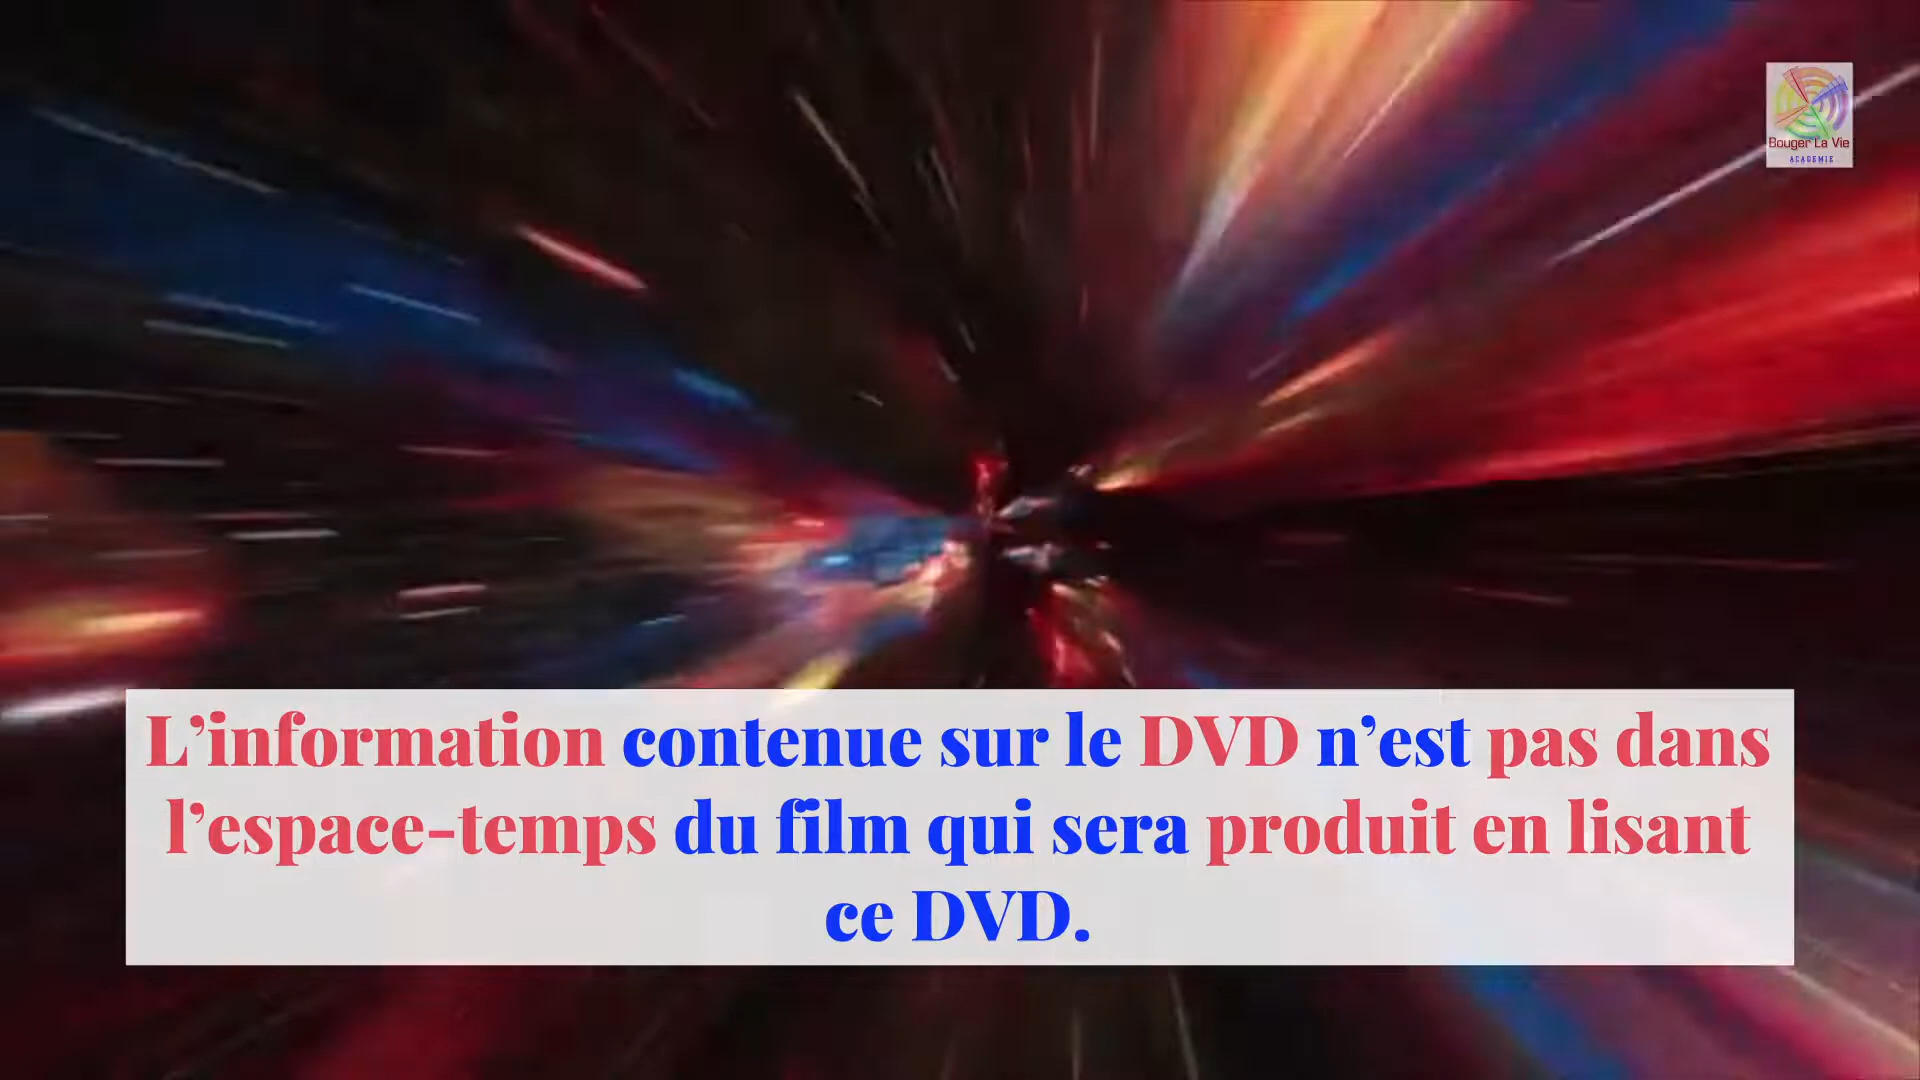 Bouger La Vie
ACADEMIE
L’information contenue sur le DVD n’est pas dans
l’espace-temps du film qui sera produit en lisant
ce DVD.